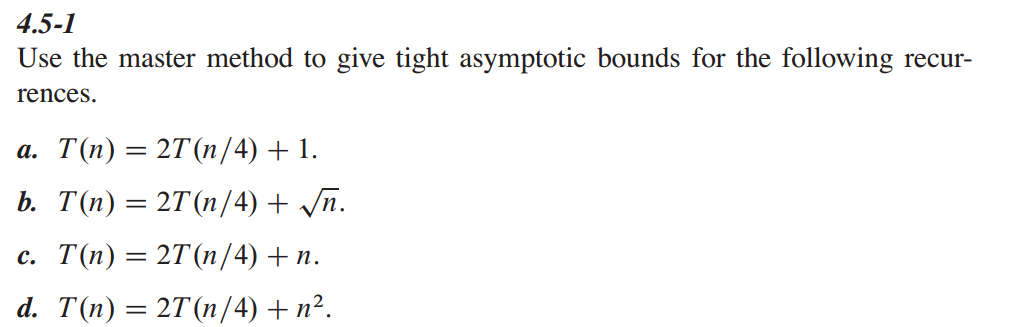 4.5-1
Use the master method to give tight asymptotic bounds for the following recur-
rences.
a. T(n) = 2T(n/4) + 1.
b. T(n) = 2T(n/4) + √n.
c. T(n) = 2T(n/4) + n.
d. T(n) = 2T(n/4) + n².